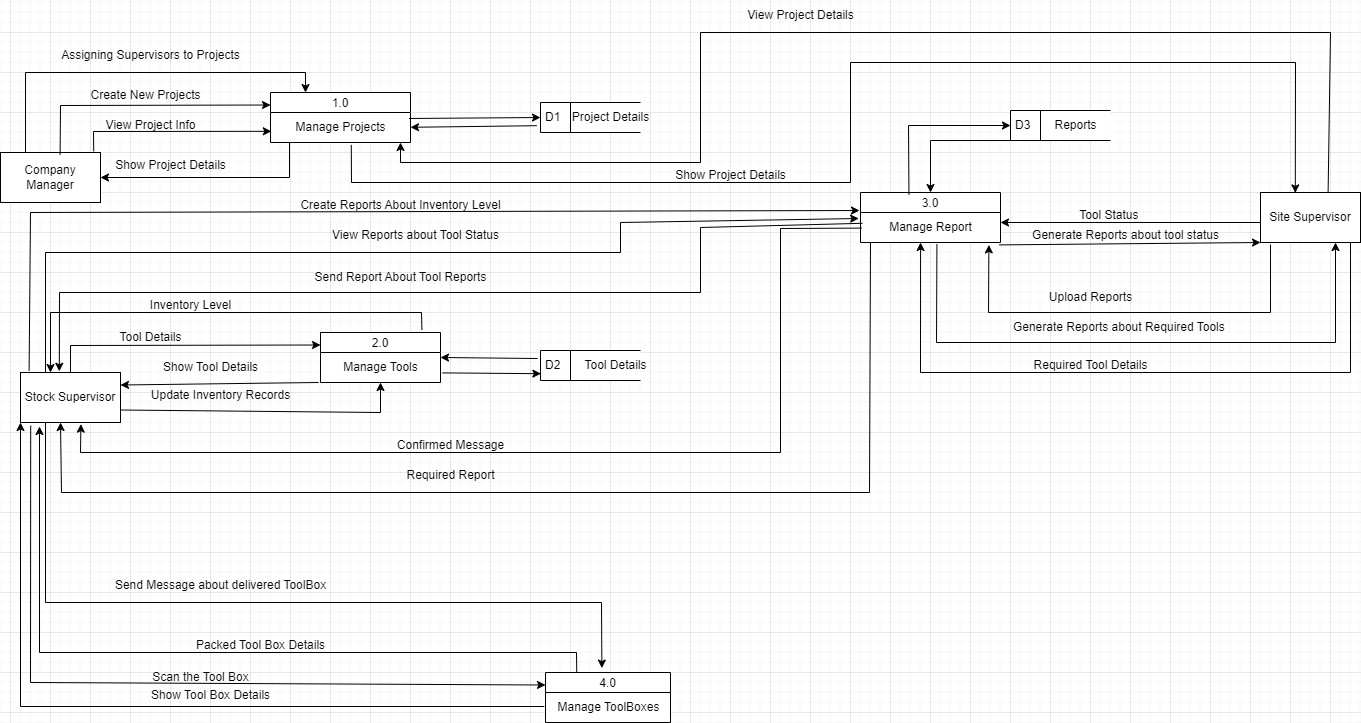 View Project Details
Assigning Supervisors to Projects
Create New Projects
1.0
Manage Projects
D1 Project Details
D3 Reports
View Project Info
Show Project Details
Company
Manager
Show Project Details
Create Reports About Inventory Level
3.0
Manage Report
Tool Status
Site Supervisor
View Reports about Tool Status
Generate Reports about tool status
Send Report About Tool Reports
Upload Reports
Inventory Level
Generate Reports about Required Tools
Tool Details
2.0
Manage Tools
D2 Tool Details
Required Tool Details
Show Tool Details
Stock Supervisor
Update Inventory Records
Confirmed Message
Required Report
Send Message about delivered ToolBox
Packed Tool Box Details
Scan the Tool Box
4.0
Show Tool Box Details
Manage ToolBoxes